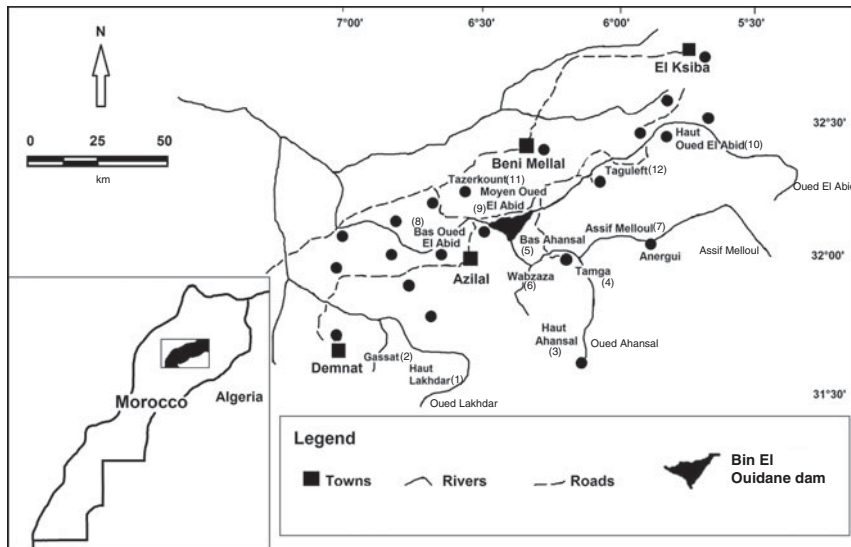 7°00'
6°30'
6°00'
5°30'
N
El Ksiba
0
25
50
km
32°30'
Beni Mellal
Haut
Oued El Abid(10)
Tazerkount(11)
Taguleft(12)
Moyen Oued
(9) El Abid
Oued El Abid
(8)
Bas Oued
El Abid
Bas Ahansal
(5)
Assif Melloul(7)
Assif Melloul
Anergui
32°00'
Azilal
Wabzaza
(6)
Tamga
(4)
Haut
Ahansal
(3)
Oued Ahansal
Demnat
Gassat(2)
Haut
Lakhdar(1)
Oued Lakhdar
31°30'
Morocco
Algeria
Legend
Towns
Rivers
Roads
Bin El
Ouidane dam